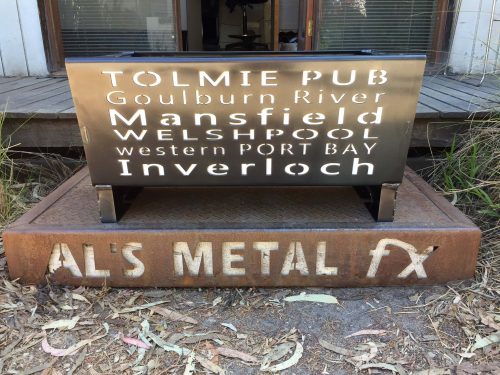 TOLMIE PUB
Goulburn River
Mansfield
WELSHPOOL
western PORT BAY
Inverloch
AL'S METAL fX